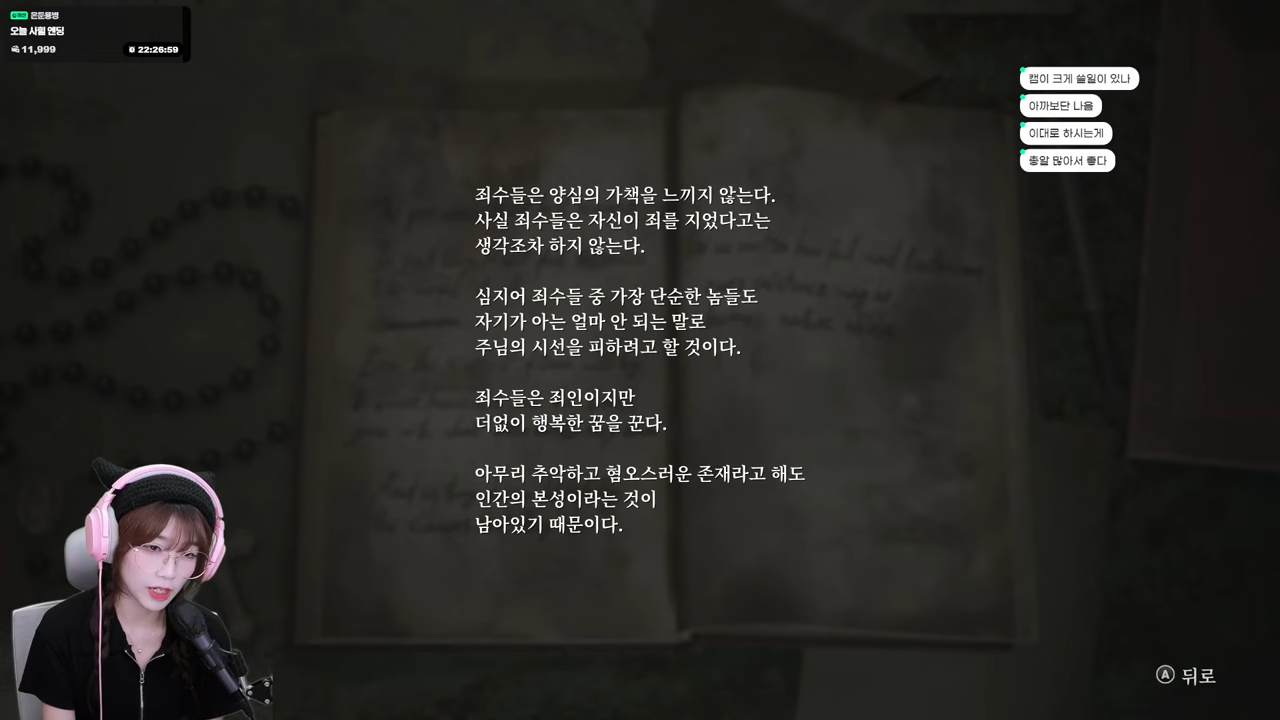 은둔용병
오늘 사힐 엔딩
11,999
22:26:59
캠이 크게 쓸일이 있나
아까보단 나음
이대로 하시는게
총알 많아서 좋다
죄수들은 양심의 가책을 느끼지 않는다.
사실 죄수들은 자신이 죄를 지었다고는
생각조차 하지 않는다.
심지어 죄수들 중 가장 단순한 놈들도
자기가 아는 얼마 안 되는 말로
주님의 시선을 피하려고 할 것이다.
죄수들은 죄인이지만
더없이 행복한 꿈을 꾼다.
아무리 추악하고 혐오스러운 존재라고 해도
인간의 본성이라는 것이
남아있기 때문이다.
A 뒤로